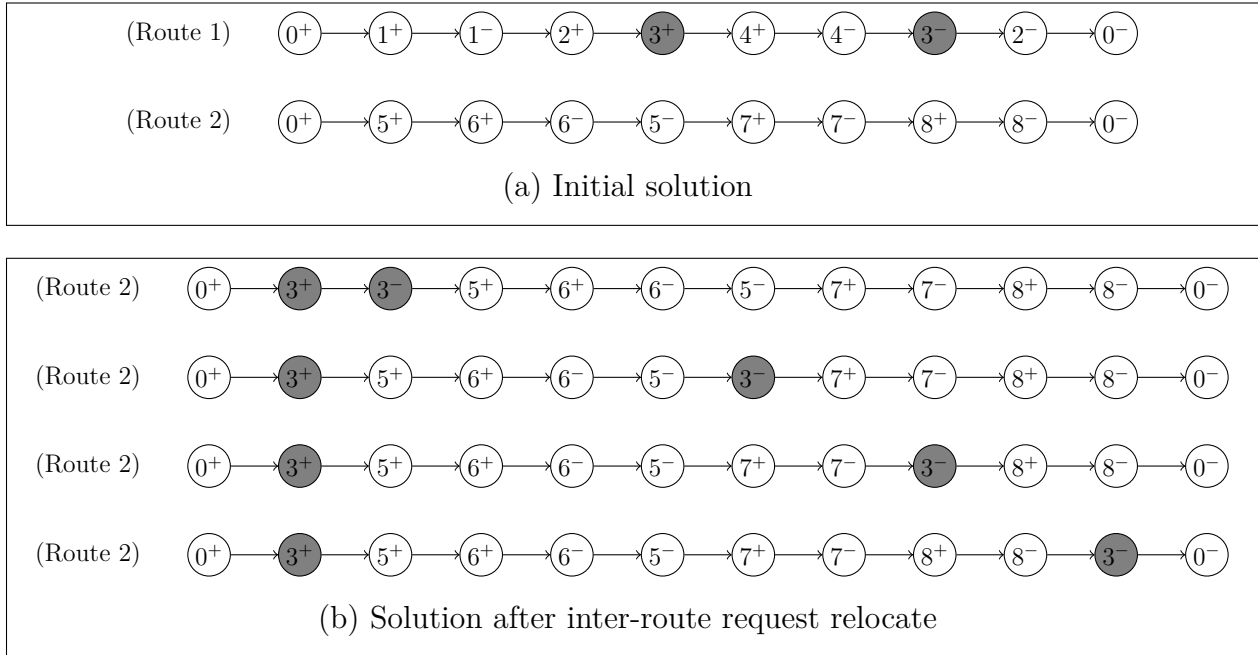 (Route 1) 0⁺ 1⁺ 1⁻ 2⁺ 3⁺ 4⁺ 4⁻ 3⁻ 2⁻ 0⁻
(Route 2) 0⁺ 5⁺ 6⁺ 6⁻ 5⁻ 7⁺ 7⁻ 8⁺ 8⁻ 0⁻
(a) Initial solution
(Route 2) 0⁺ 3⁺ 3⁻ 5⁺ 6⁺ 6⁻ 5⁻ 7⁺ 7⁻ 8⁺ 8⁻ 0⁻
(Route 2) 0⁺ 3⁺ 5⁺ 6⁺ 6⁻ 5⁻ 3⁻ 7⁺ 7⁻ 8⁺ 8⁻ 0⁻
(Route 2) 0⁺ 3⁺ 5⁺ 6⁺ 6⁻ 5⁻ 7⁺ 7⁻ 3⁻ 8⁺ 8⁻ 0⁻
(Route 2) 0⁺ 3⁺ 5⁺ 6⁺ 6⁻ 5⁻ 7⁺ 7⁻ 8⁺ 8⁻ 3⁻ 0⁻
(b) Solution after inter-route request relocate